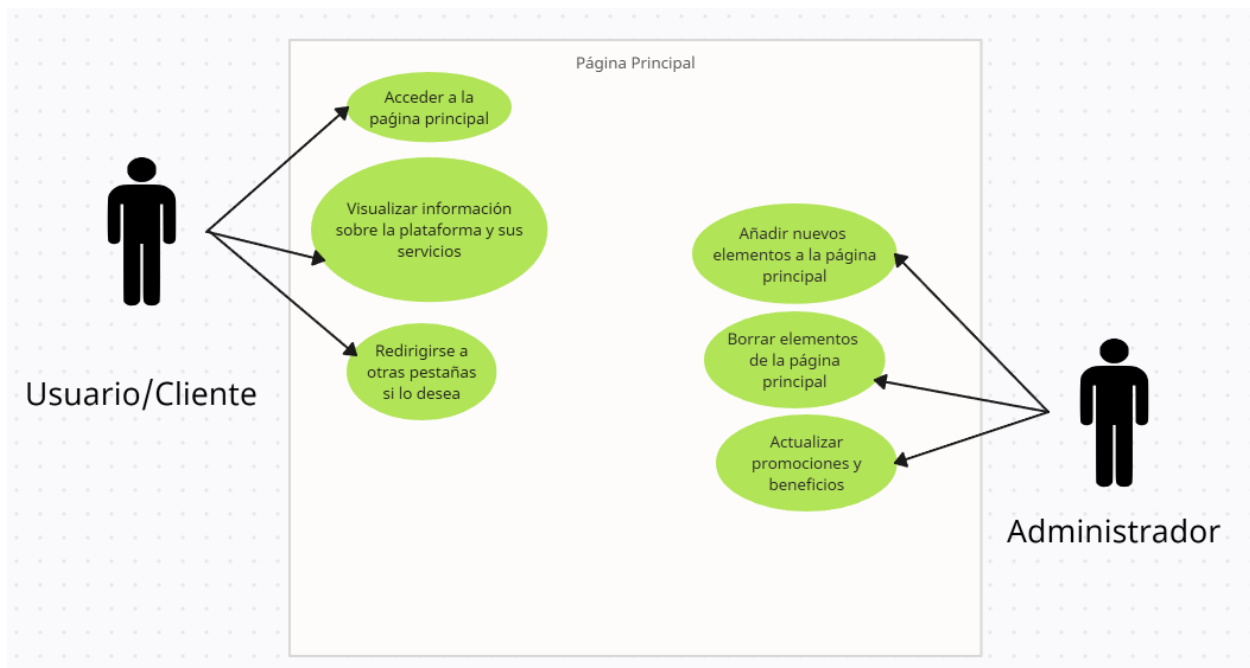 Página Principal
Acceder a la
paǵina principal
Visualizar información
sobre la plataforma y sus
servicios
Redirigirse a
otras pestañas
si lo desea
Usuario/Cliente
Añadir nuevos
elementos a la página
principal
Borrar elementos
de la página
principal
Actualizar
promociones y
beneficios
Administrador